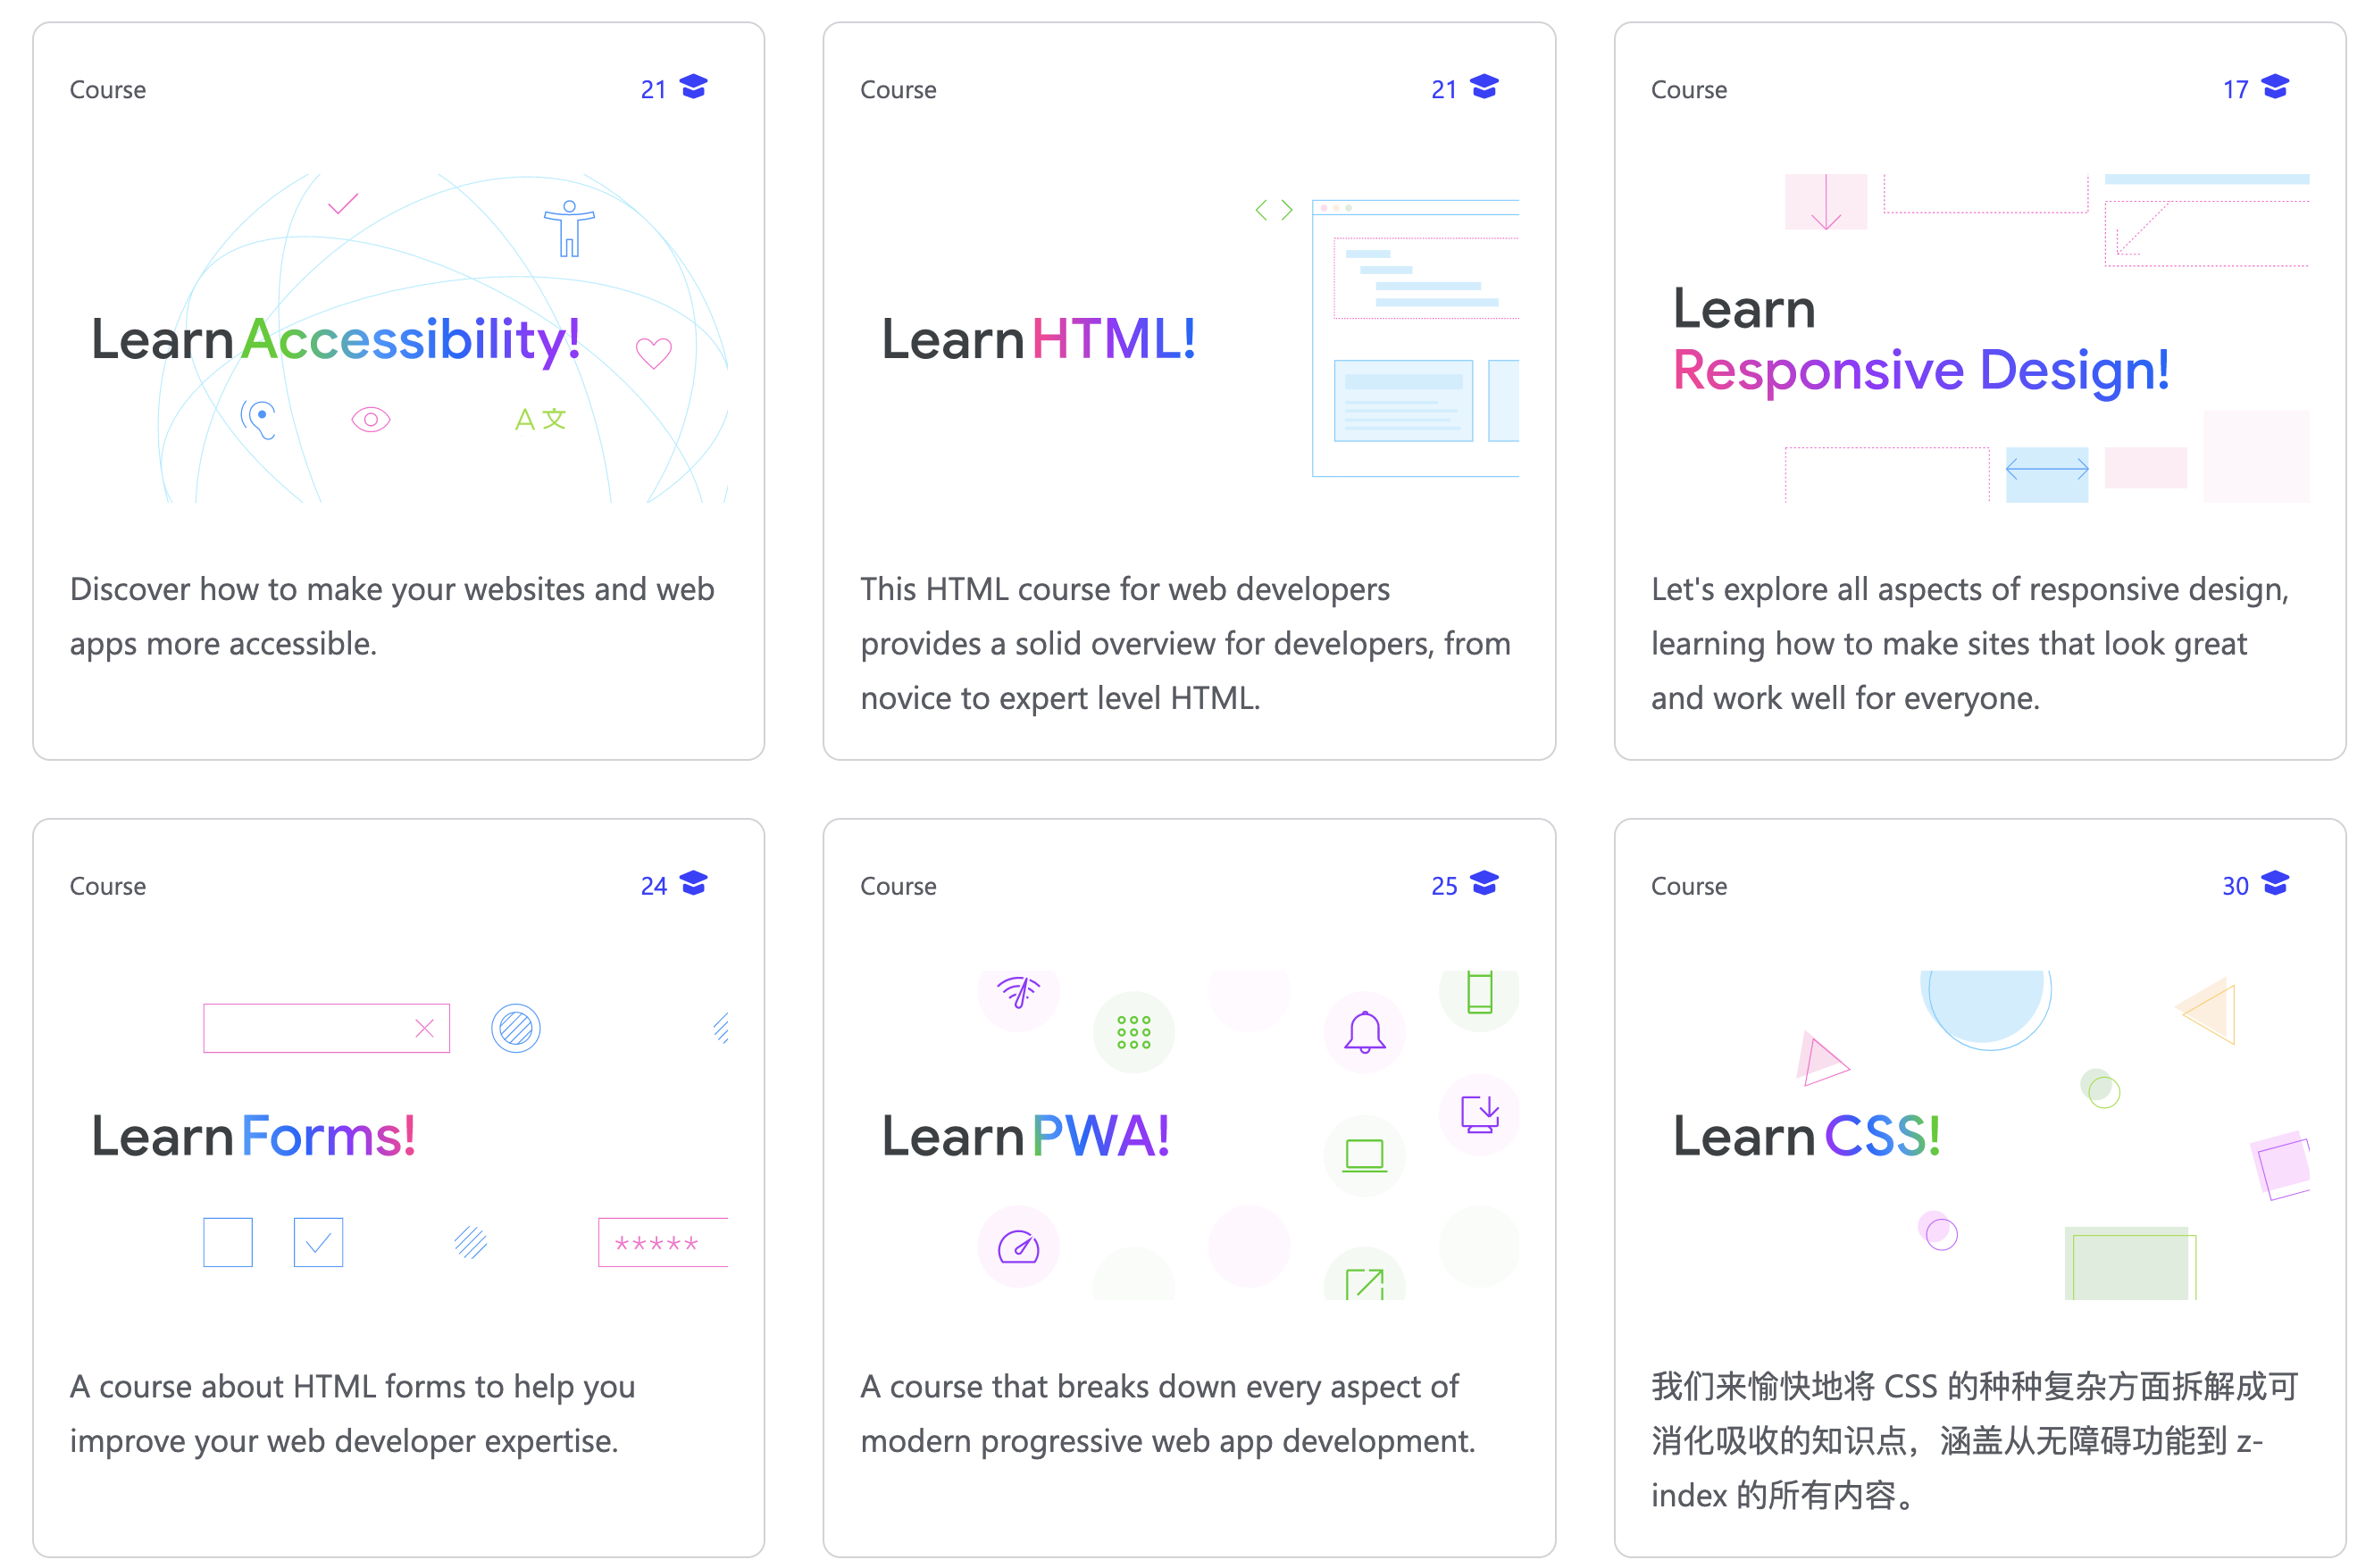 Course 21
Learn Accessibility!
A 文
Discover how to make your websites and web
apps more accessible.
Course 21
Learn HTML!
This HTML course for web developers
provides a solid overview for developers, from
novice to expert level HTML.
Course 17
Learn
Responsive Design!
Let's explore all aspects of responsive design,
learning how to make sites that look great
and work well for everyone.
Course 24
Learn Forms!
*****
A course about HTML forms to help you
improve your web developer expertise.
Course 25
Learn PWA!
A course that breaks down every aspect of
modern progressive web app development.
Course 30
Learn CSS!
我们来愉快地将 CSS 的种种复杂方面拆解成可
消化吸收的知识点，涵盖从无障碍功能到 z-
index 的所有内容。